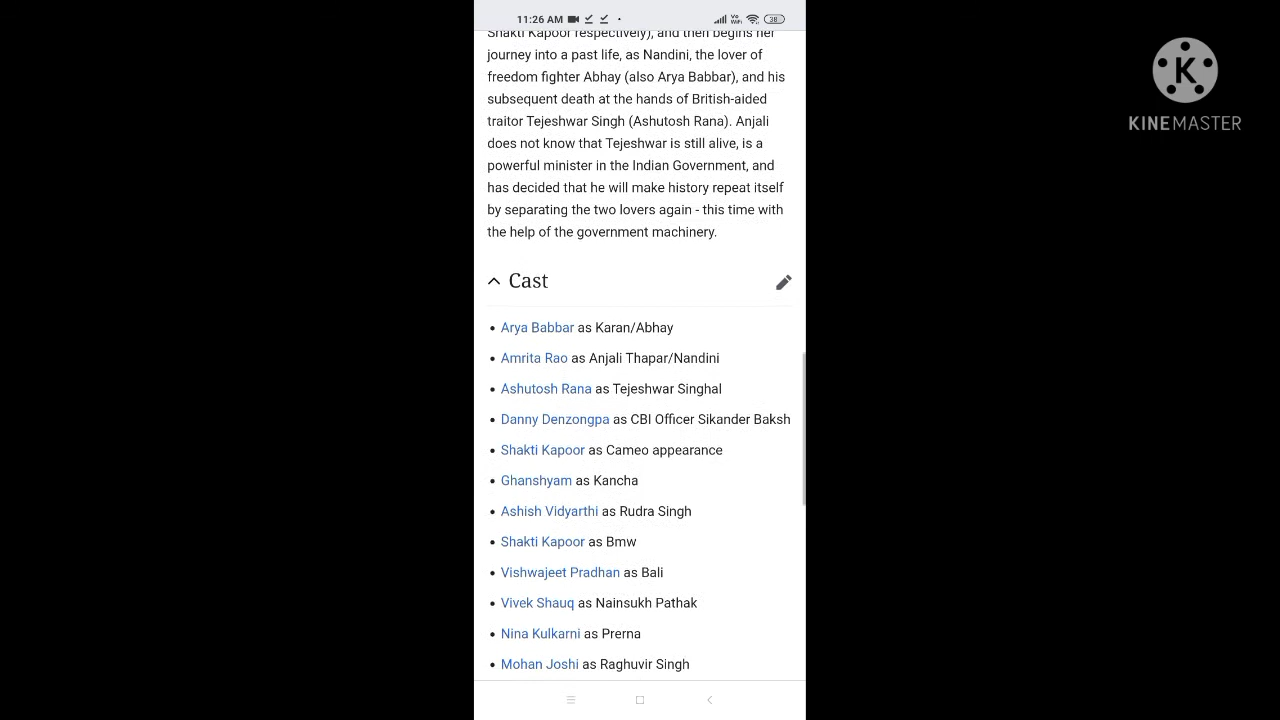 11:26 AM
Vo WiFi
38
Shakti Kapoor respectively), and then begins her
journey into a past life, as Nandini, the lover of
freedom fighter Abhay (also Arya Babbar), and his
subsequent death at the hands of British-aided
traitor Tejeshwar Singh (Ashutosh Rana). Anjali
does not know that Tejeshwar is still alive, is a
powerful minister in the Indian Government, and
has decided that he will make history repeat itself
by separating the two lovers again - this time with
the help of the government machinery.
Cast
• Arya Babbar as Karan/Abhay
• Amrita Rao as Anjali Thapar/Nandini
• Ashutosh Rana as Tejeshwar Singhal
• Danny Denzongpa as CBI Officer Sikander Baksh
• Shakti Kapoor as Cameo appearance
• Ghanshyam as Kancha
• Ashish Vidyarthi as Rudra Singh
• Shakti Kapoor as Bmw
• Vishwajeet Pradhan as Bali
• Vivek Shauq as Nainsukh Pathak
• Nina Kulkarni as Prerna
• Mohan Joshi as Raghuvir Singh
K
KINEMASTER